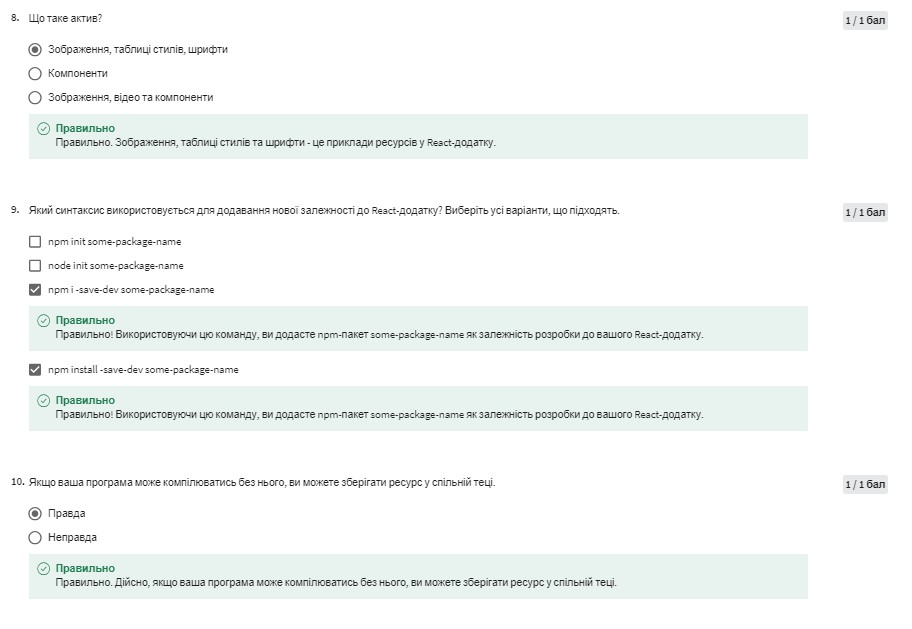 8. Що таке актив?
1 / 1 бал
Зображення, таблиці стилів, шрифти
Компоненти
Зображення, відео та компоненти
Правильно
Правильно. Зображення, таблиці стилів та шрифти - це приклади ресурсів у React-додатку.
9. Який синтаксис використовується для додавання нової залежності до React-додатку? Виберіть усі варіанти, що підходять.
1 / 1 бал
npm init some-package-name
node init some-package-name
npm i -save-dev some-package-name
Правильно
Правильно! Використовуючи цю команду, ви додасте npm-пакет some-package-name як залежність розробки до вашого React-додатку.
npm install -save-dev some-package-name
Правильно
Правильно! Використовуючи цю команду, ви додасте npm-пакет some-package-name як залежність розробки до вашого React-додатку.
10. Якщо ваша програма може компілюватись без нього, ви можете зберігати ресурс у спільній теці.
1 / 1 бал
Правда
Неправда
Правильно
Правильно. Дійсно, якщо ваша програма може компілюватись без нього, ви можете зберігати ресурс у спільній теці.